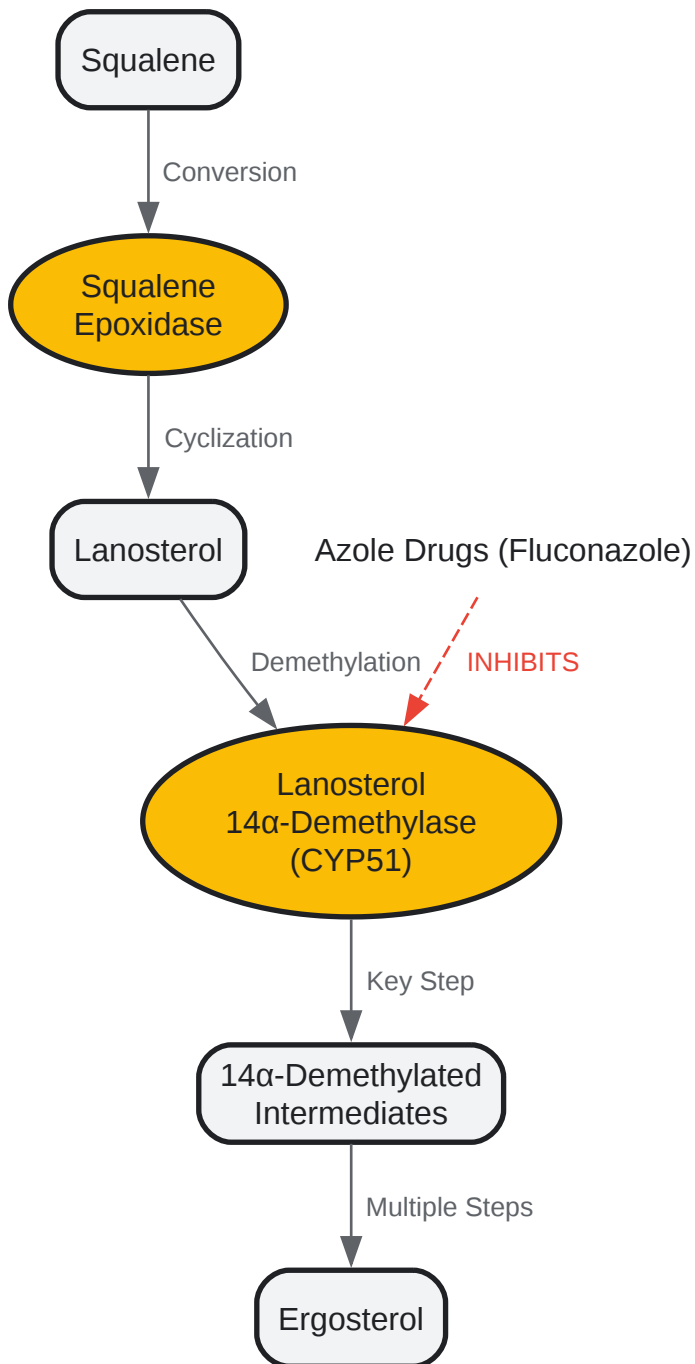 Squalene
Conversion
Squalene
Epoxidase
Cyclization
Lanosterol
Azole Drugs (Fluconazole)
Demethylation
INHIBITS
Lanosterol
14α-Demethylase
(CYP51)
Key Step
14α-Demethylated
Intermediates
Multiple Steps
Ergosterol